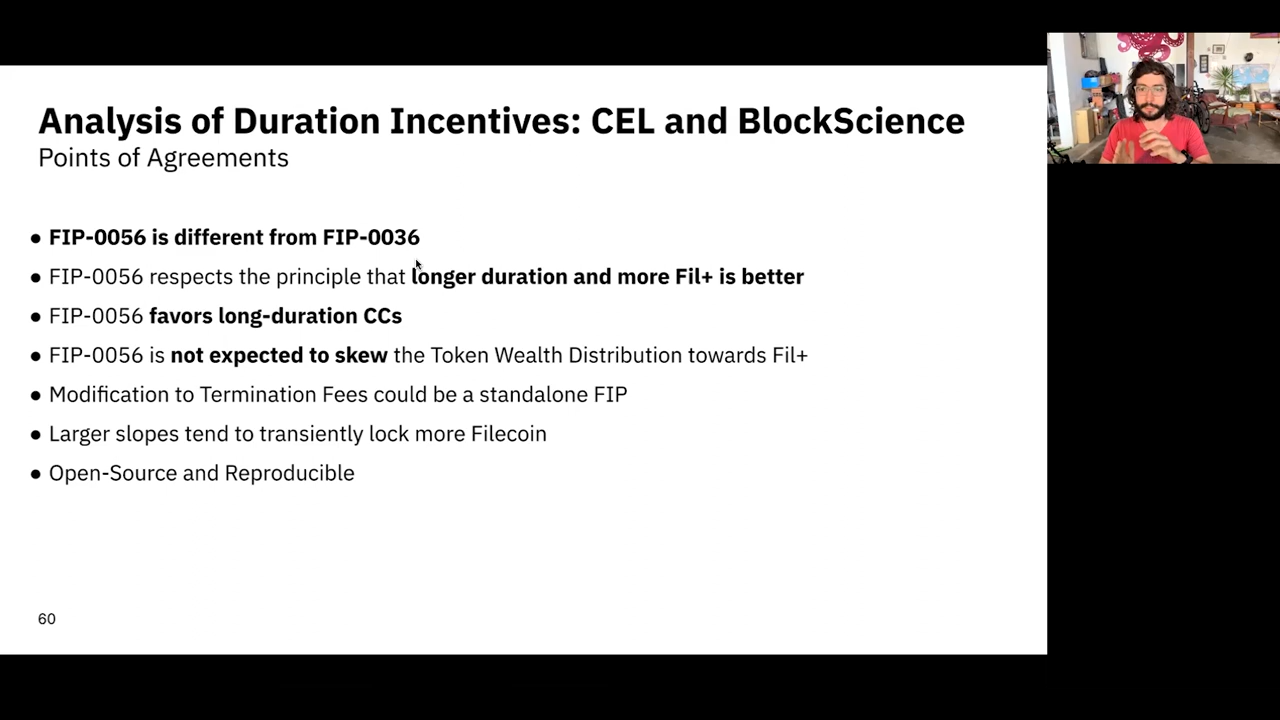 Analysis of Duration Incentives: CEL and BlockScience
Points of Agreements
● FIP-0056 is different from FIP-0036
● FIP-0056 respects the principle that longer duration and more Fil+ is better
● FIP-0056 favors long-duration CCs
● FIP-0056 is not expected to skew the Token Wealth Distribution towards Fil+
● Modification to Termination Fees could be a standalone FIP
● Larger slopes tend to transiently lock more Filecoin
● Open-Source and Reproducible
60